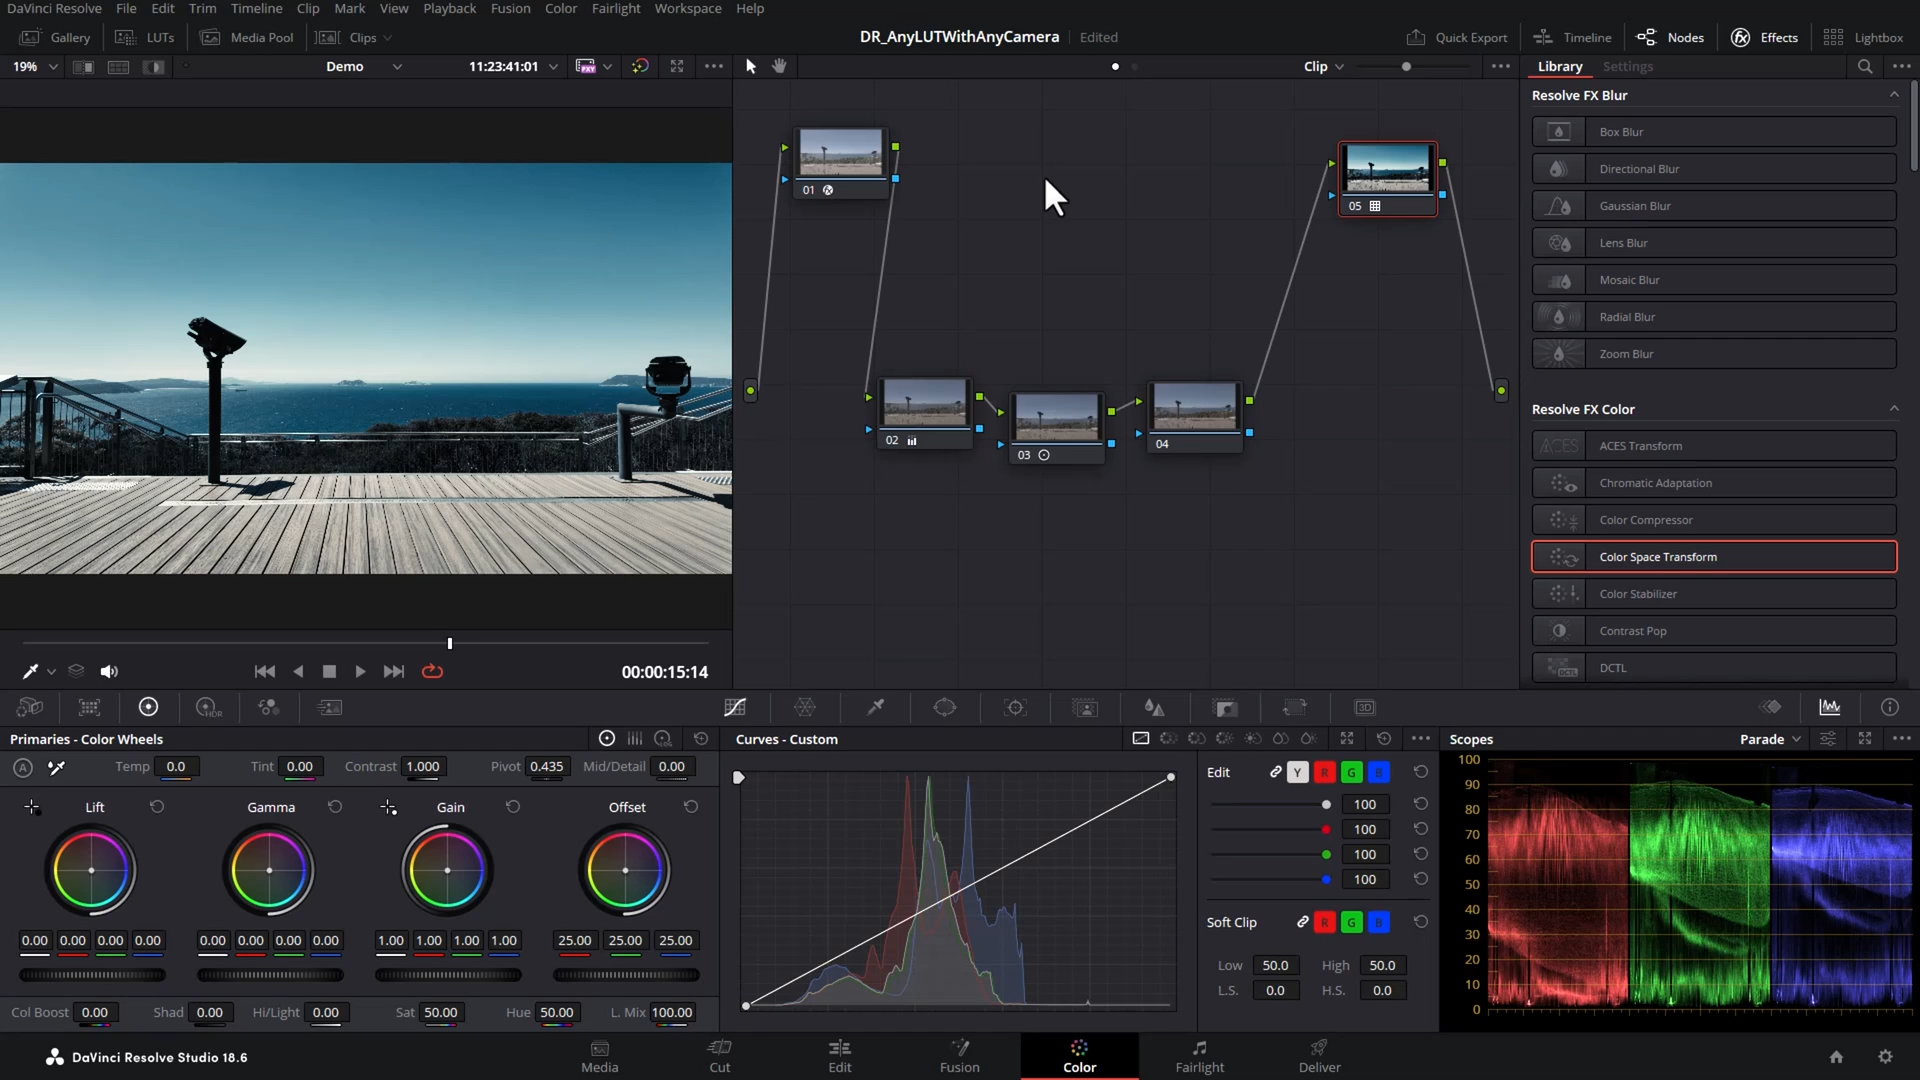 DaVinci Resolve File Edit Trim Timeline Clip Mark View Playback Fusion Color Fairlight Workspace Help
Gallery LUTs Media Pool Clips DR_AnyLUTWithAnyCamera Edited Quick Export Timeline Nodes Effects Lightbox
19% Demo 11:23:41:01 Clip Library Settings
Resolve FX Blur
Box Blur
Directional Blur
Gaussian Blur
Lens Blur
Mosaic Blur
Radial Blur
Zoom Blur
Resolve FX Color
ACES Transform
Chromatic Adaptation
Color Compressor
Color Space Transform
Color Stabilizer
Contrast Pop
DCTL
01
05
02
03
04
00:00:15:14
HDR
3D
Primaries - Color Wheels
A
Temp 0.0 Tint 0.00 Contrast 1.000 Pivot 0.435 Mid/Detail 0.00
Lift Gamma Gain Offset
0.00 0.00 0.00 0.00 0.00 0.00 0.00 0.00 1.00 1.00 1.00 1.00 25.00 25.00 25.00
Col Boost 0.00 Shad 0.00 Hi/Light 0.00 Sat 50.00 Hue 50.00 L. Mix 100.00
Curves - Custom
Edit Y R G B
100
100
100
100
Soft Clip R G B
Low 50.0 High 50.0
L.S. 0.0 H.S. 0.0
Scopes Parade
100
90
80
70
60
50
40
30
20
10
0
DaVinci Resolve Studio 18.6
Media Cut Edit Fusion Color Fairlight Deliver